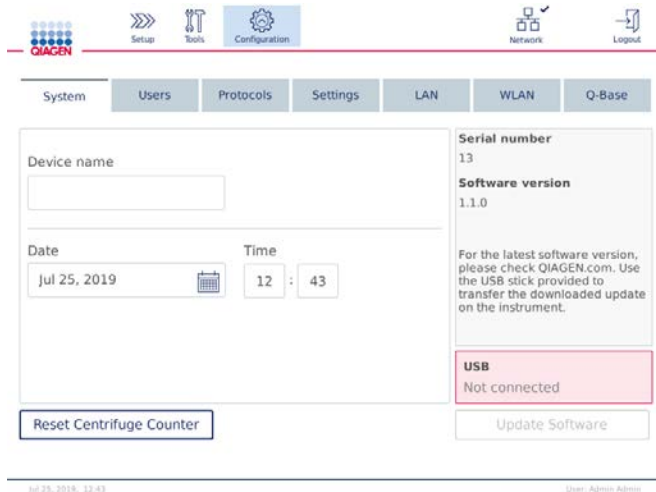 QIAGEN
Setup
Tools
Configuration
Network
Logout
System
Users
Protocols
Settings
LAN
WLAN
Q-Base
Device name
Date
Time
Jul 25, 2019
12 : 43
Serial number
13
Software version
1.1.0
For the latest software version,
please check QIAGEN.com. Use
the USB stick provided to
transfer the downloaded update
on the instrument.
USB
Not connected
Reset Centrifuge Counter
Update Software
Jul 25, 2019, 12:43
User: Admin Admin